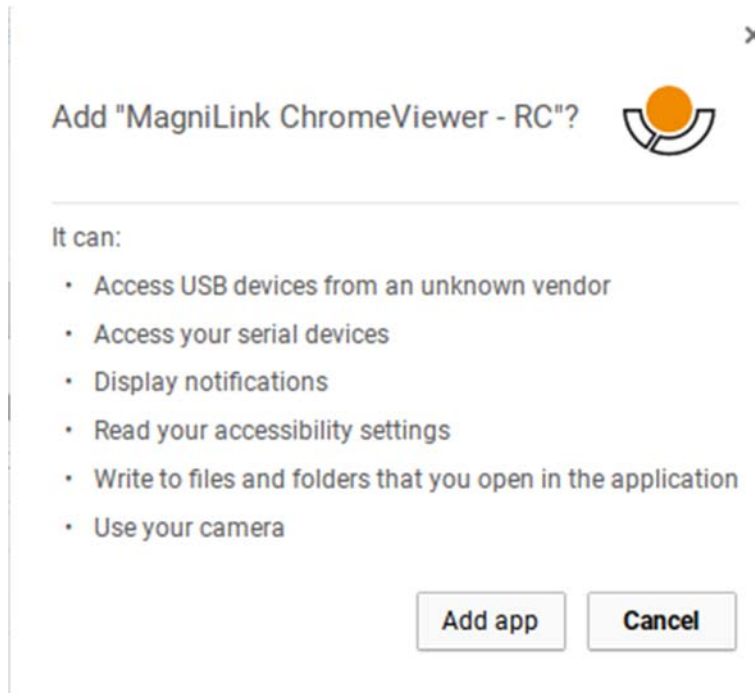 Add "MagniLink ChromeViewer - RC"?
It can:
· Access USB devices from an unknown vendor
· Access your serial devices
· Display notifications
· Read your accessibility settings
· Write to files and folders that you open in the application
· Use your camera
Add app Cancel